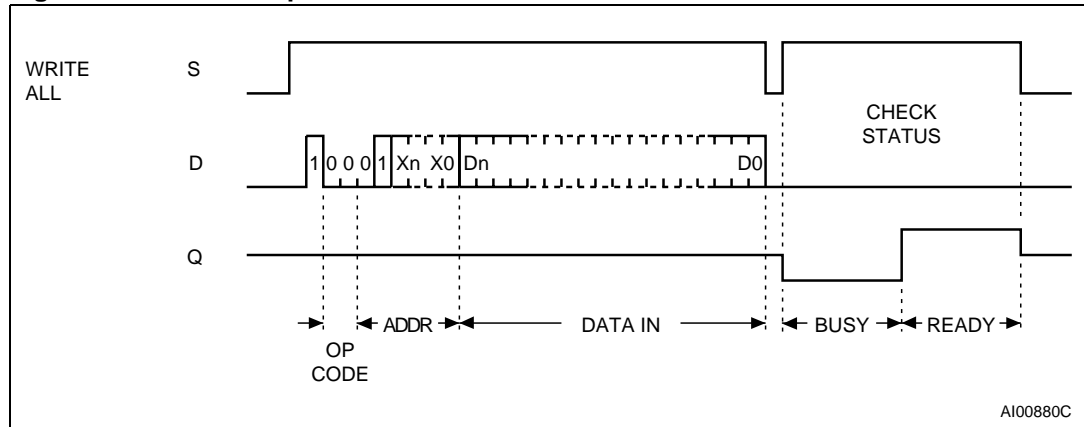 WRITE
ALL
S
CHECK
STATUS
D
1 0 0 0 1 Xn X0 Dn D0
Q
ADDR DATA IN BUSY READY
OP
CODE
AI00880C